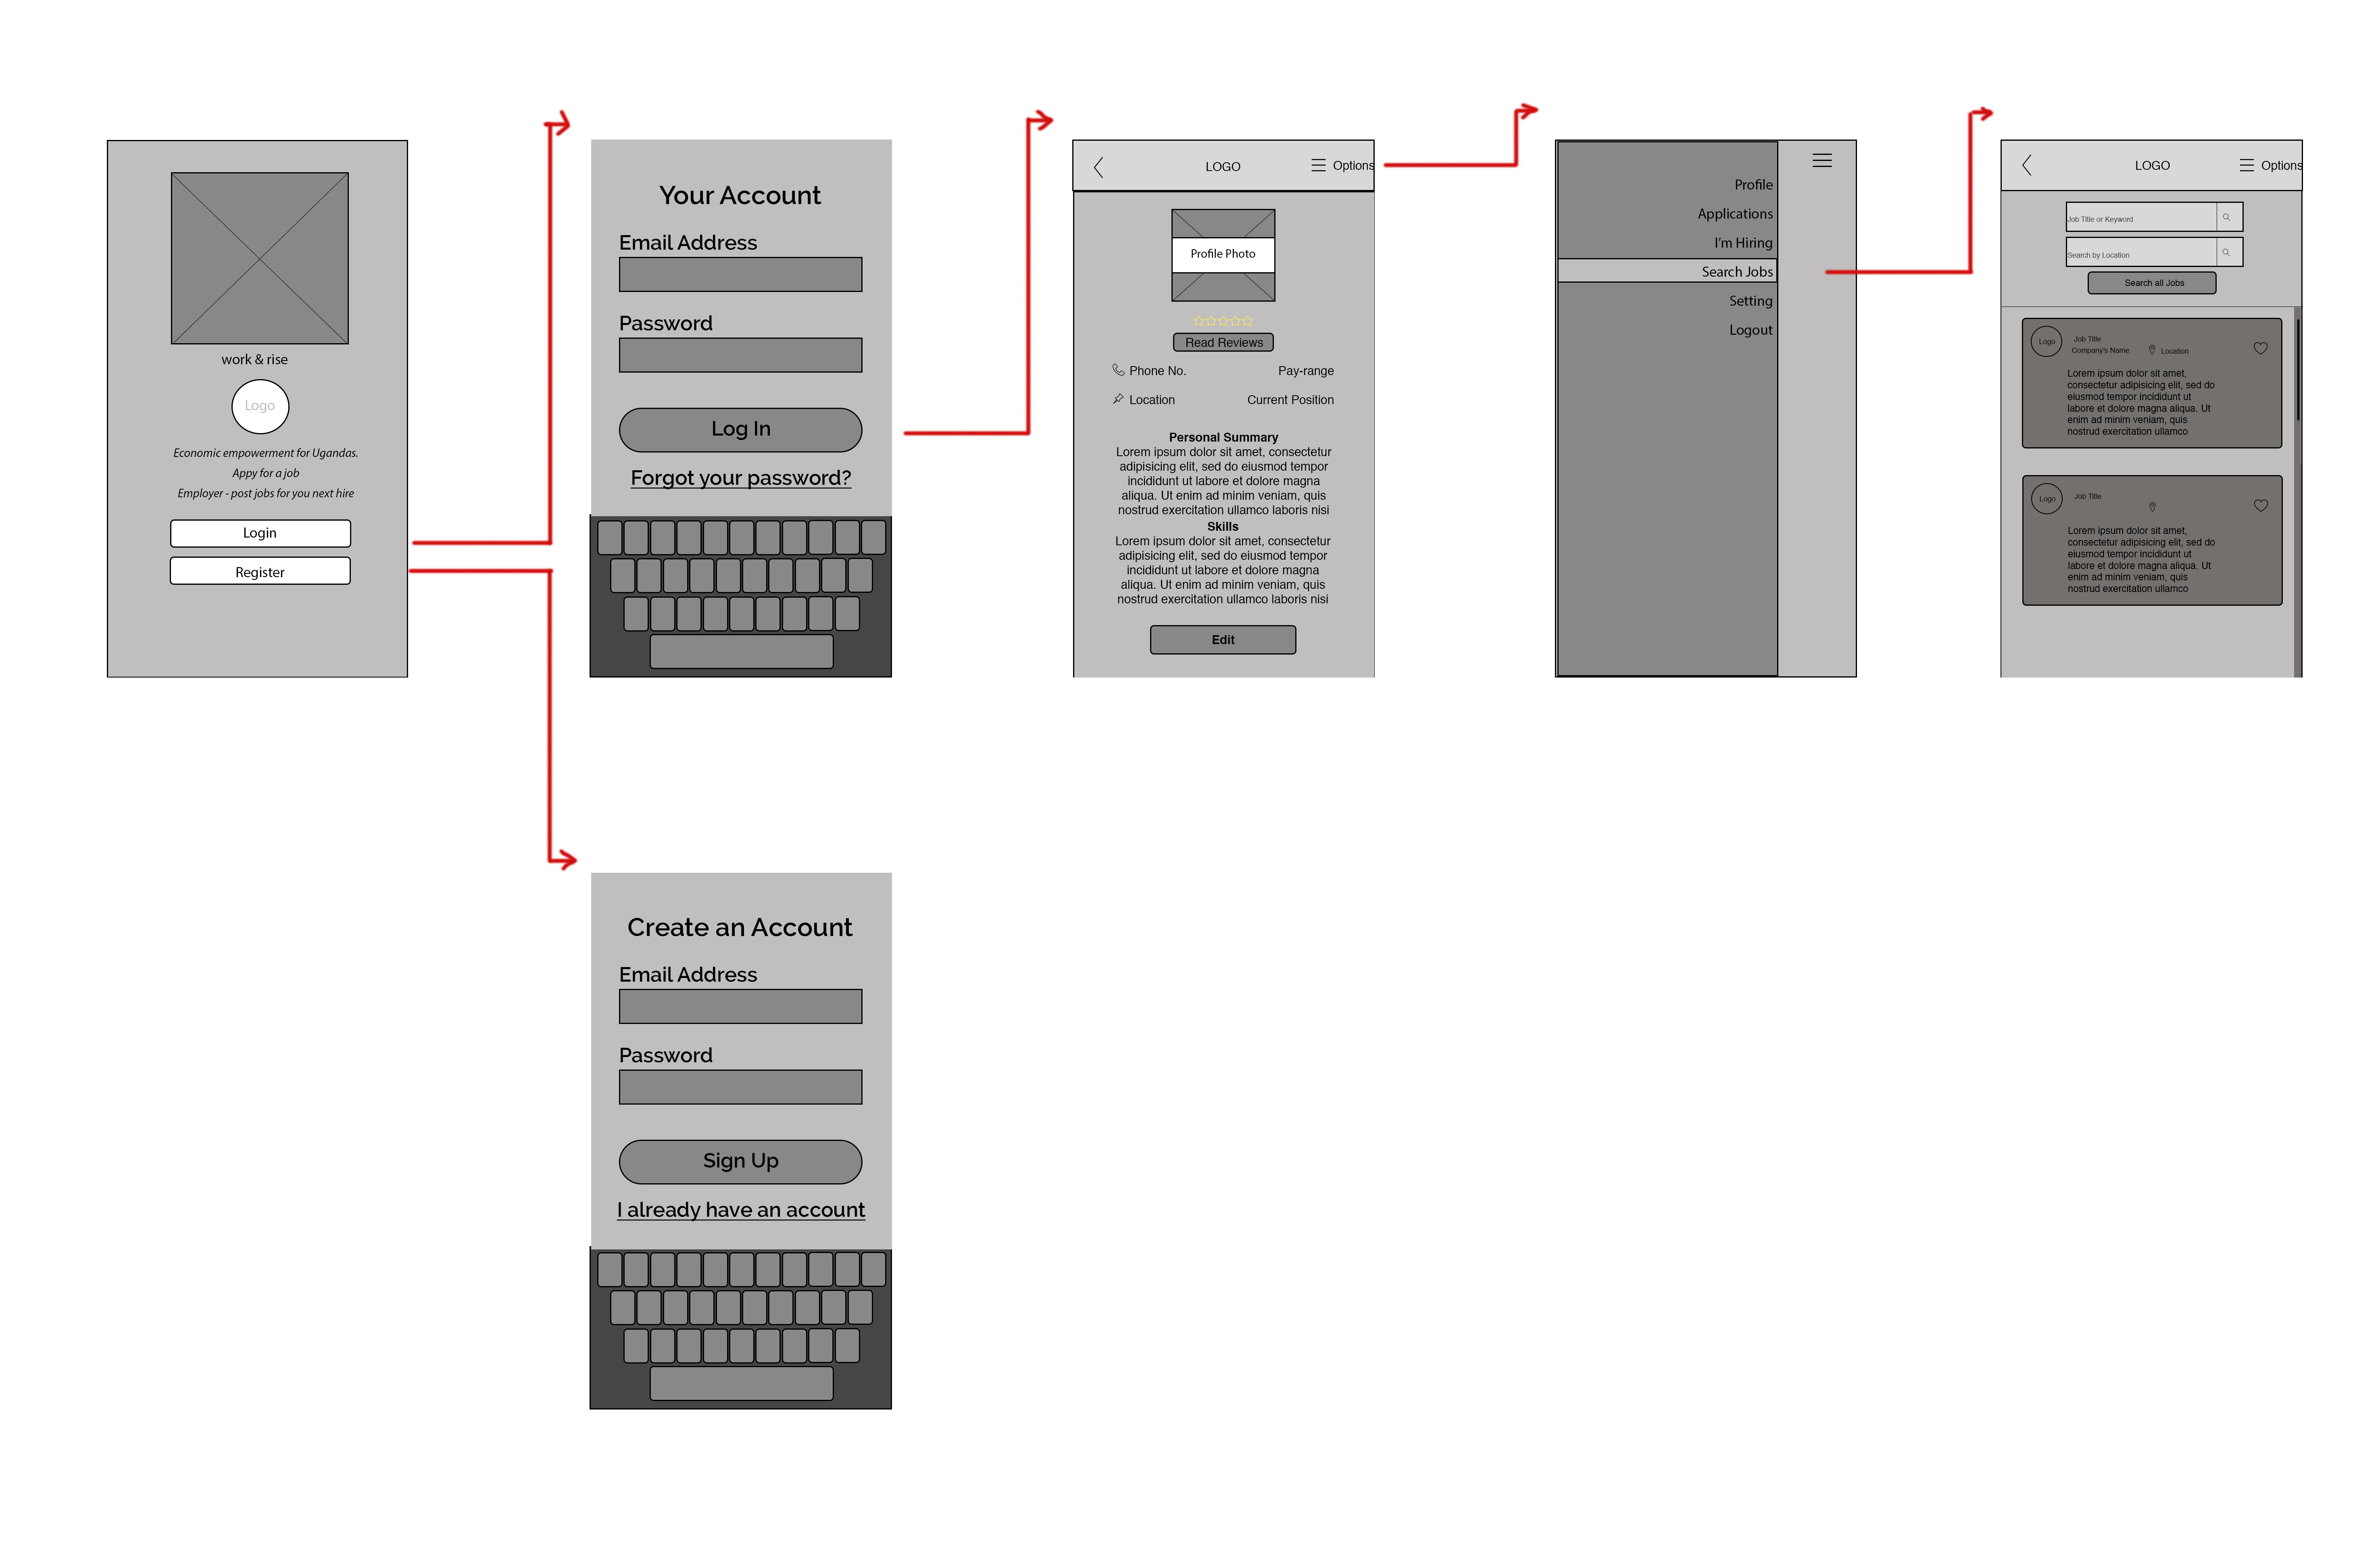 work & rise
Logo
Economic empowerment for Ugandas.
Appy for a job
Employer - post jobs for you next hire
Login
Register
Your Account
Email Address
Password
Log In
Forgot your password?
LOGO
Options
Profile Photo
Read Reviews
Phone No.
Pay-range
Location
Current Position
Personal Summary
Lorem ipsum dolor sit amet, consectetur
adipisicing elit, sed do eiusmod tempor
incididunt ut labore et dolore magna
aliqua. Ut enim ad minim veniam, quis
nostrud exercitation ullamco laboris nisi
Skills
Lorem ipsum dolor sit amet, consectetur
adipisicing elit, sed do eiusmod tempor
incididunt ut labore et dolore magna
aliqua. Ut enim ad minim veniam, quis
nostrud exercitation ullamco laboris nisi
Edit
Profile
Applications
I'm Hiring
Search Jobs
Setting
Logout
LOGO
Options
Job Title or Keyword
Search by Location
Search all Jobs
Logo
Job Title
Company's Name
Location
Lorem ipsum dolor sit amet,
consectetur adipisicing elit, sed do
eiusmod tempor incididunt ut
labore et dolore magna aliqua. Ut
enim ad minim veniam, quis
nostrud exercitation ullamco
Logo
Job Title
Lorem ipsum dolor sit amet,
consectetur adipisicing elit, sed do
eiusmod tempor incididunt ut
labore et dolore magna aliqua. Ut
enim ad minim veniam, quis
nostrud exercitation ullamco
Create an Account
Email Address
Password
Sign Up
I already have an account